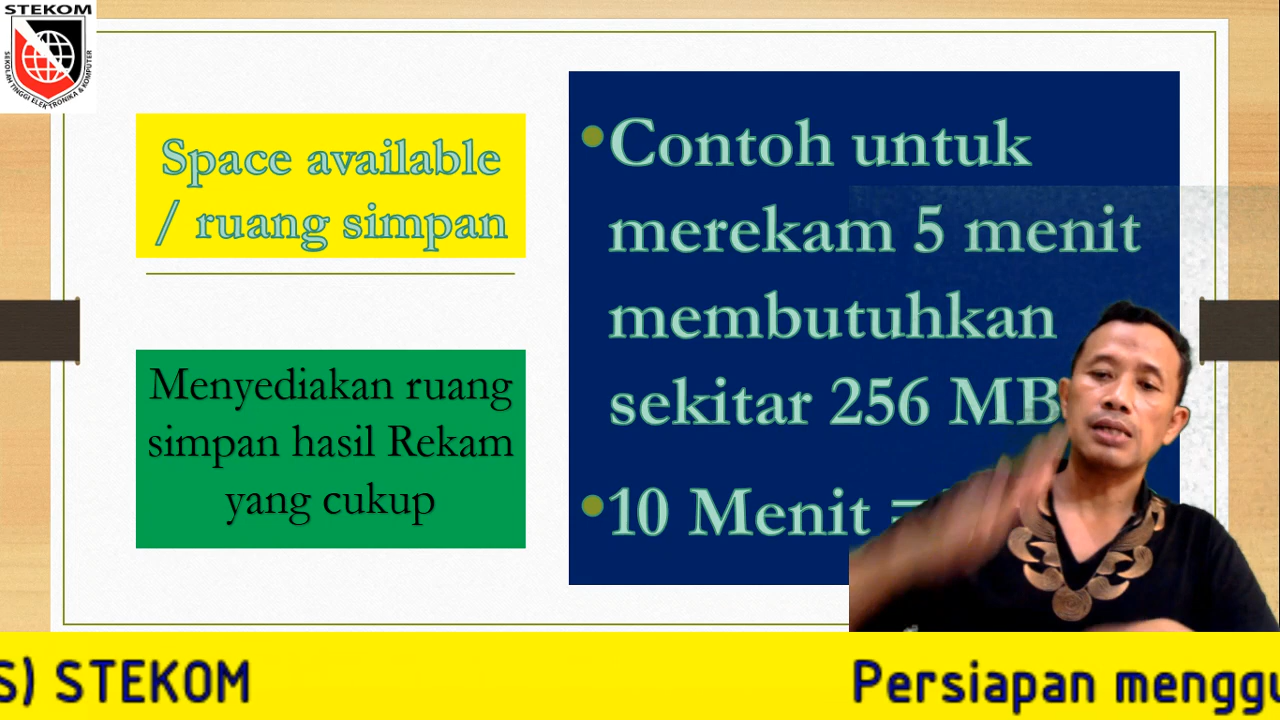 STEKOM
SEKOLAH TINGGI ELEKTRONIKA & KOMPUTER
Space available
/ ruang simpan
Menyediakan ruang
simpan hasil Rekam
yang cukup
•Contoh untuk
merekam 5 menit
membutuhkan
sekitar 256 MB
•10 Menit =
S) STEKOM
Persiapan menggu